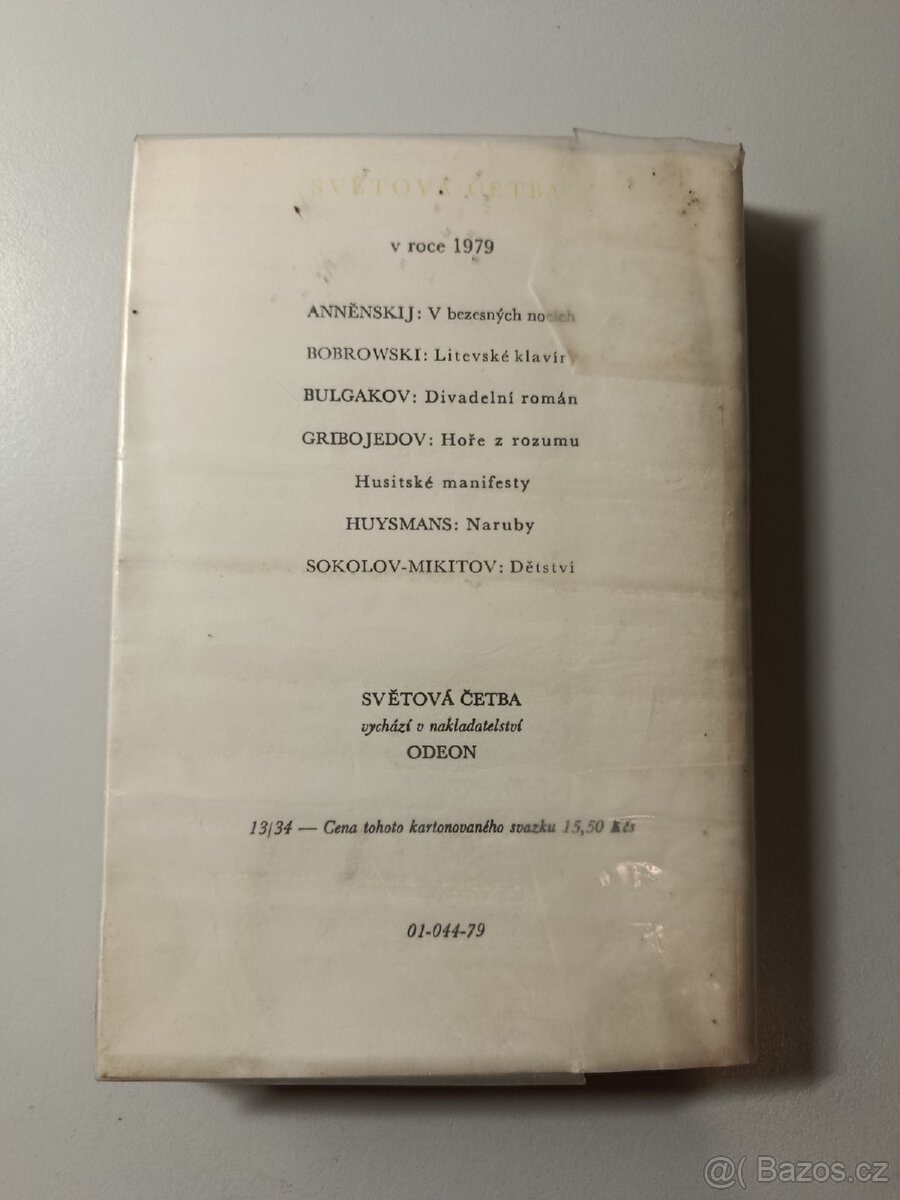 SVĚTOVÁ ČETBA
v roce 1979
ANNĚNSKIJ: V bezesných nocích
BOBROWSKI: Litevské klavíry
BULGAKOV: Divadelní román
GRIBOJEDOV: Hoře z rozumu
Husitské manifesty
HUYSMANS: Naruby
SOKOLOV-MIKITOV: Dětství
SVĚTOVÁ ČETBA
vychází v nakladatelství
ODEON
13/34 — Cena tohoto kartonovaného svazku 15,50 Kčs
01-044-79
@( Bazos.cz